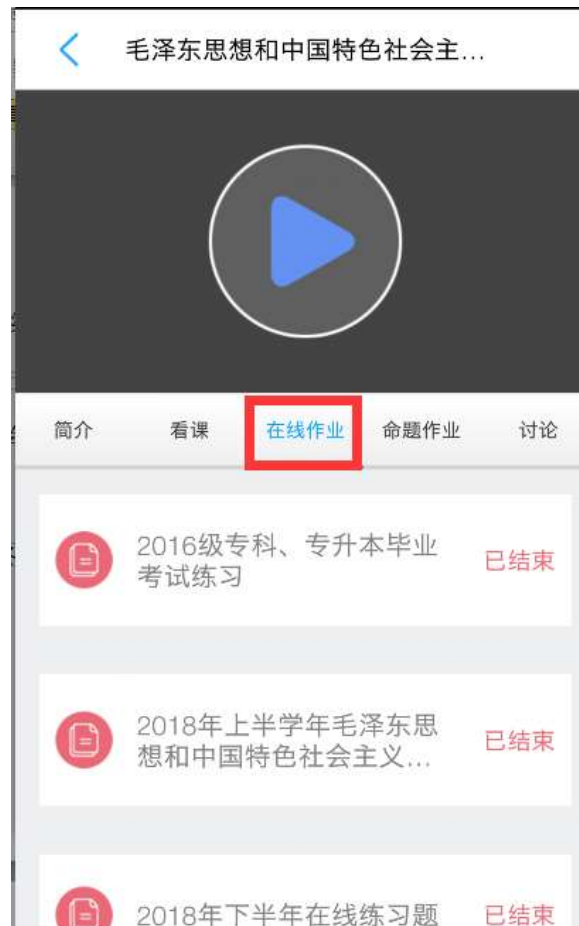 毛泽东思想和中国特色社会主...
简介 看课 在线作业 命题作业 讨论
2016级专科、专升本毕业
考试练习
已结束
2018年上半学年毛泽东思
想和中国特色社会主义...
已结束
2018年下半年在线练习题
已结束